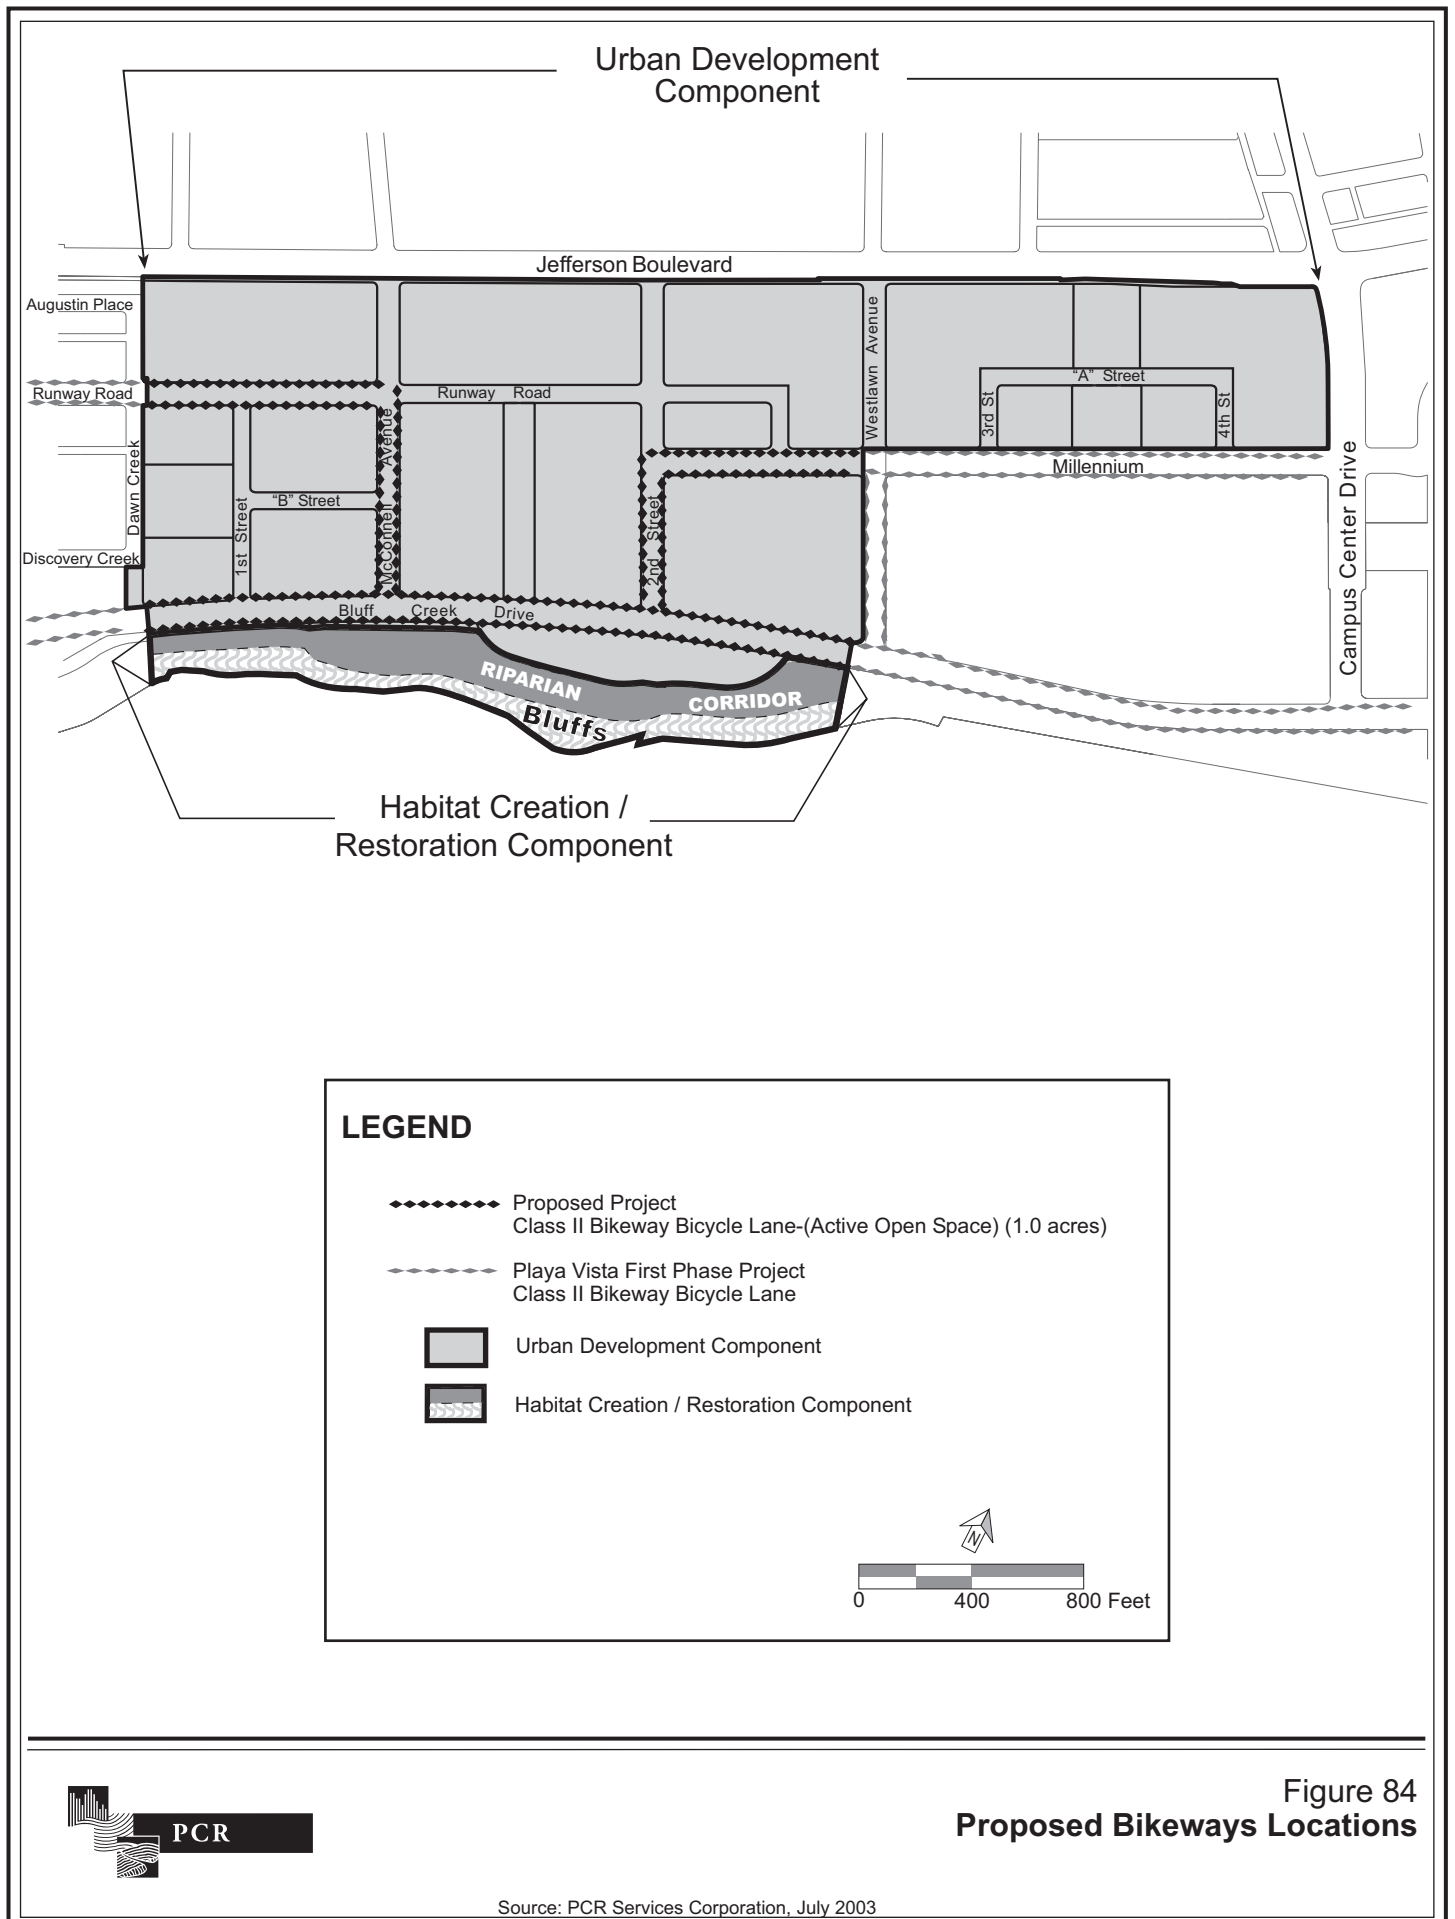 Urban Development
Component
Jefferson Boulevard
Augustin Place
Runway Road
Runway Road
Westlawn Avenue
"A" Street
3rd St
4th St
McConnell Avenue
Millennium
Dawn Creek
1st Street
"B" Street
2nd Street
Campus Center Drive
Discovery Creek
Bluff Creek Drive
RIPARIAN CORRIDOR
Bluffs
Habitat Creation /
Restoration Component
LEGEND
Proposed Project
Class II Bikeway Bicycle Lane-(Active Open Space) (1.0 acres)
Playa Vista First Phase Project
Class II Bikeway Bicycle Lane
Urban Development Component
Habitat Creation / Restoration Component
N
0 400 800 Feet
PCR
Figure 84
Proposed Bikeways Locations
Source: PCR Services Corporation, July 2003